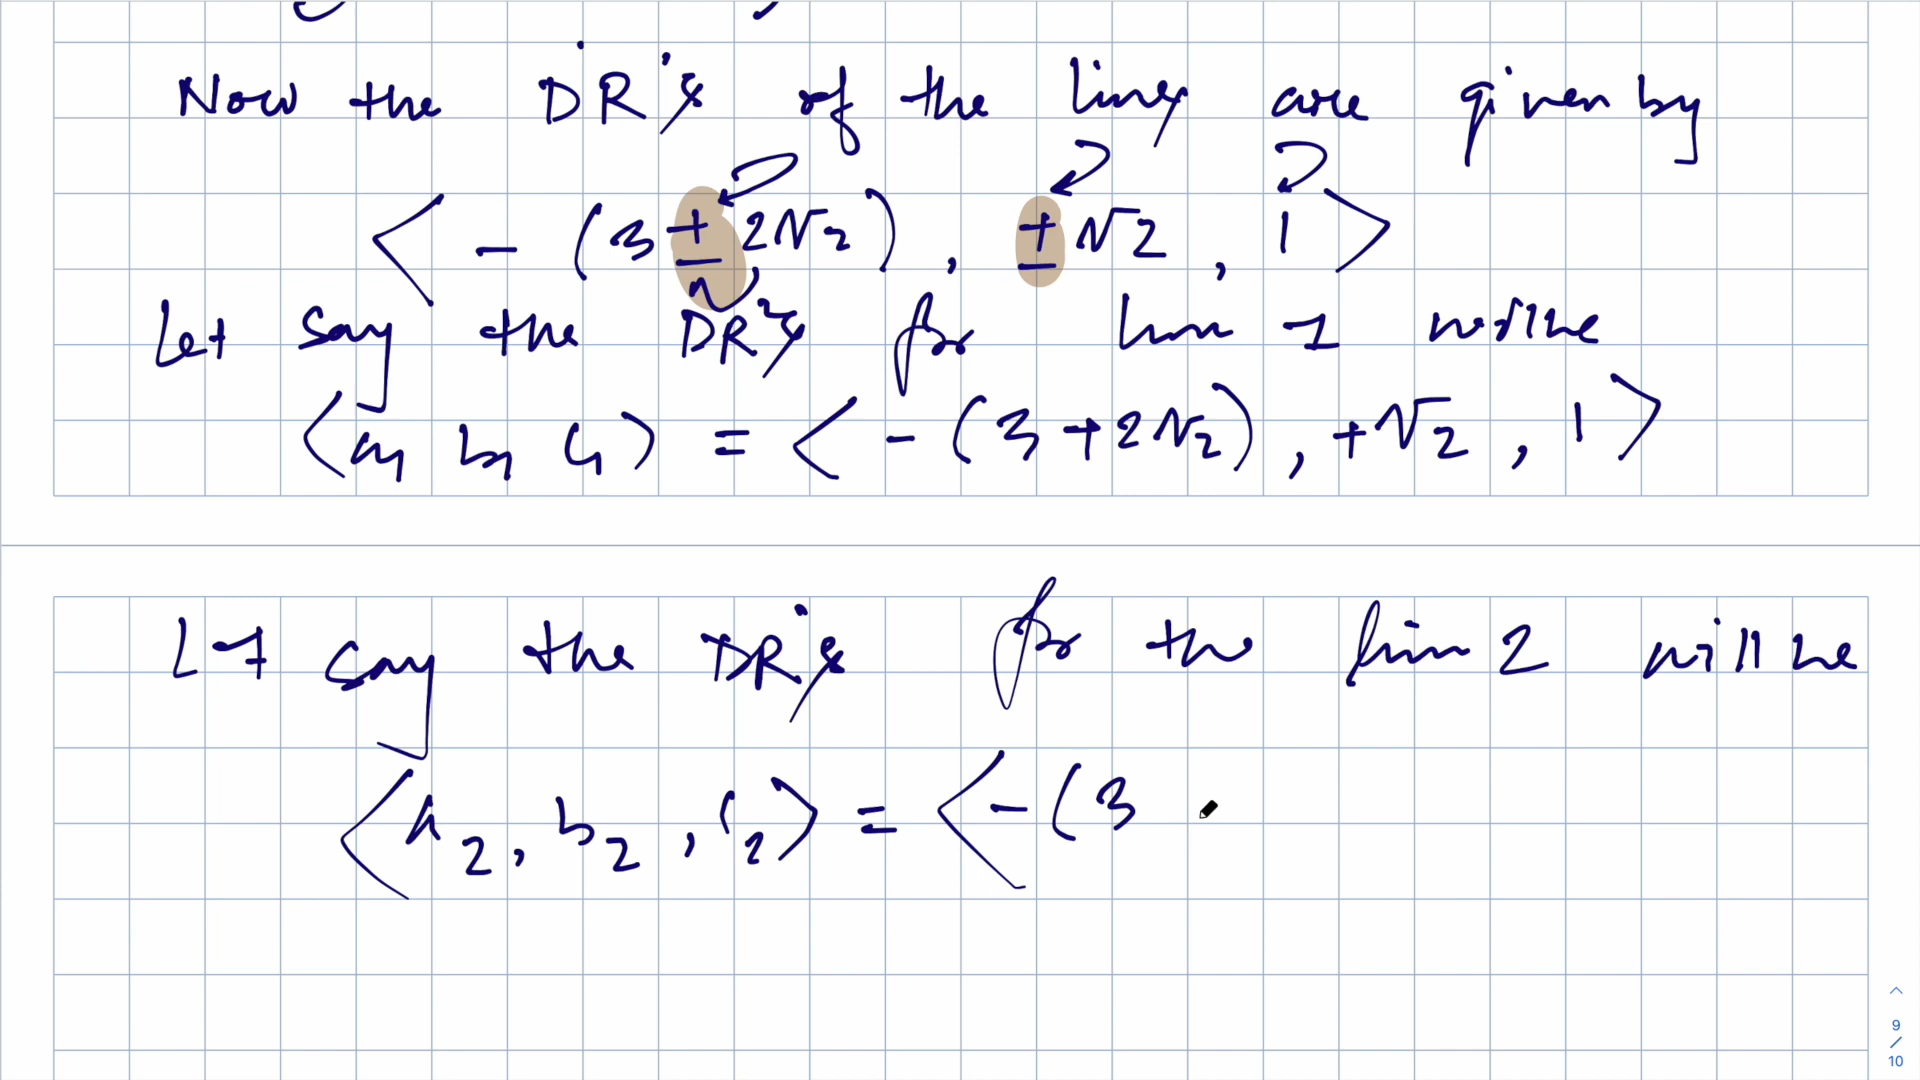 Now the DR's of the lines are given by
< - (3 ± 2√2), ±√2, 1 >
Let say the DR's for line 1 will be
<a1 b1 c1> = < - (3 + 2√2), +√2, 1 >
Let say the DR's for the line 2 will be
<a2, b2, c2> = < - (3
9
/
10